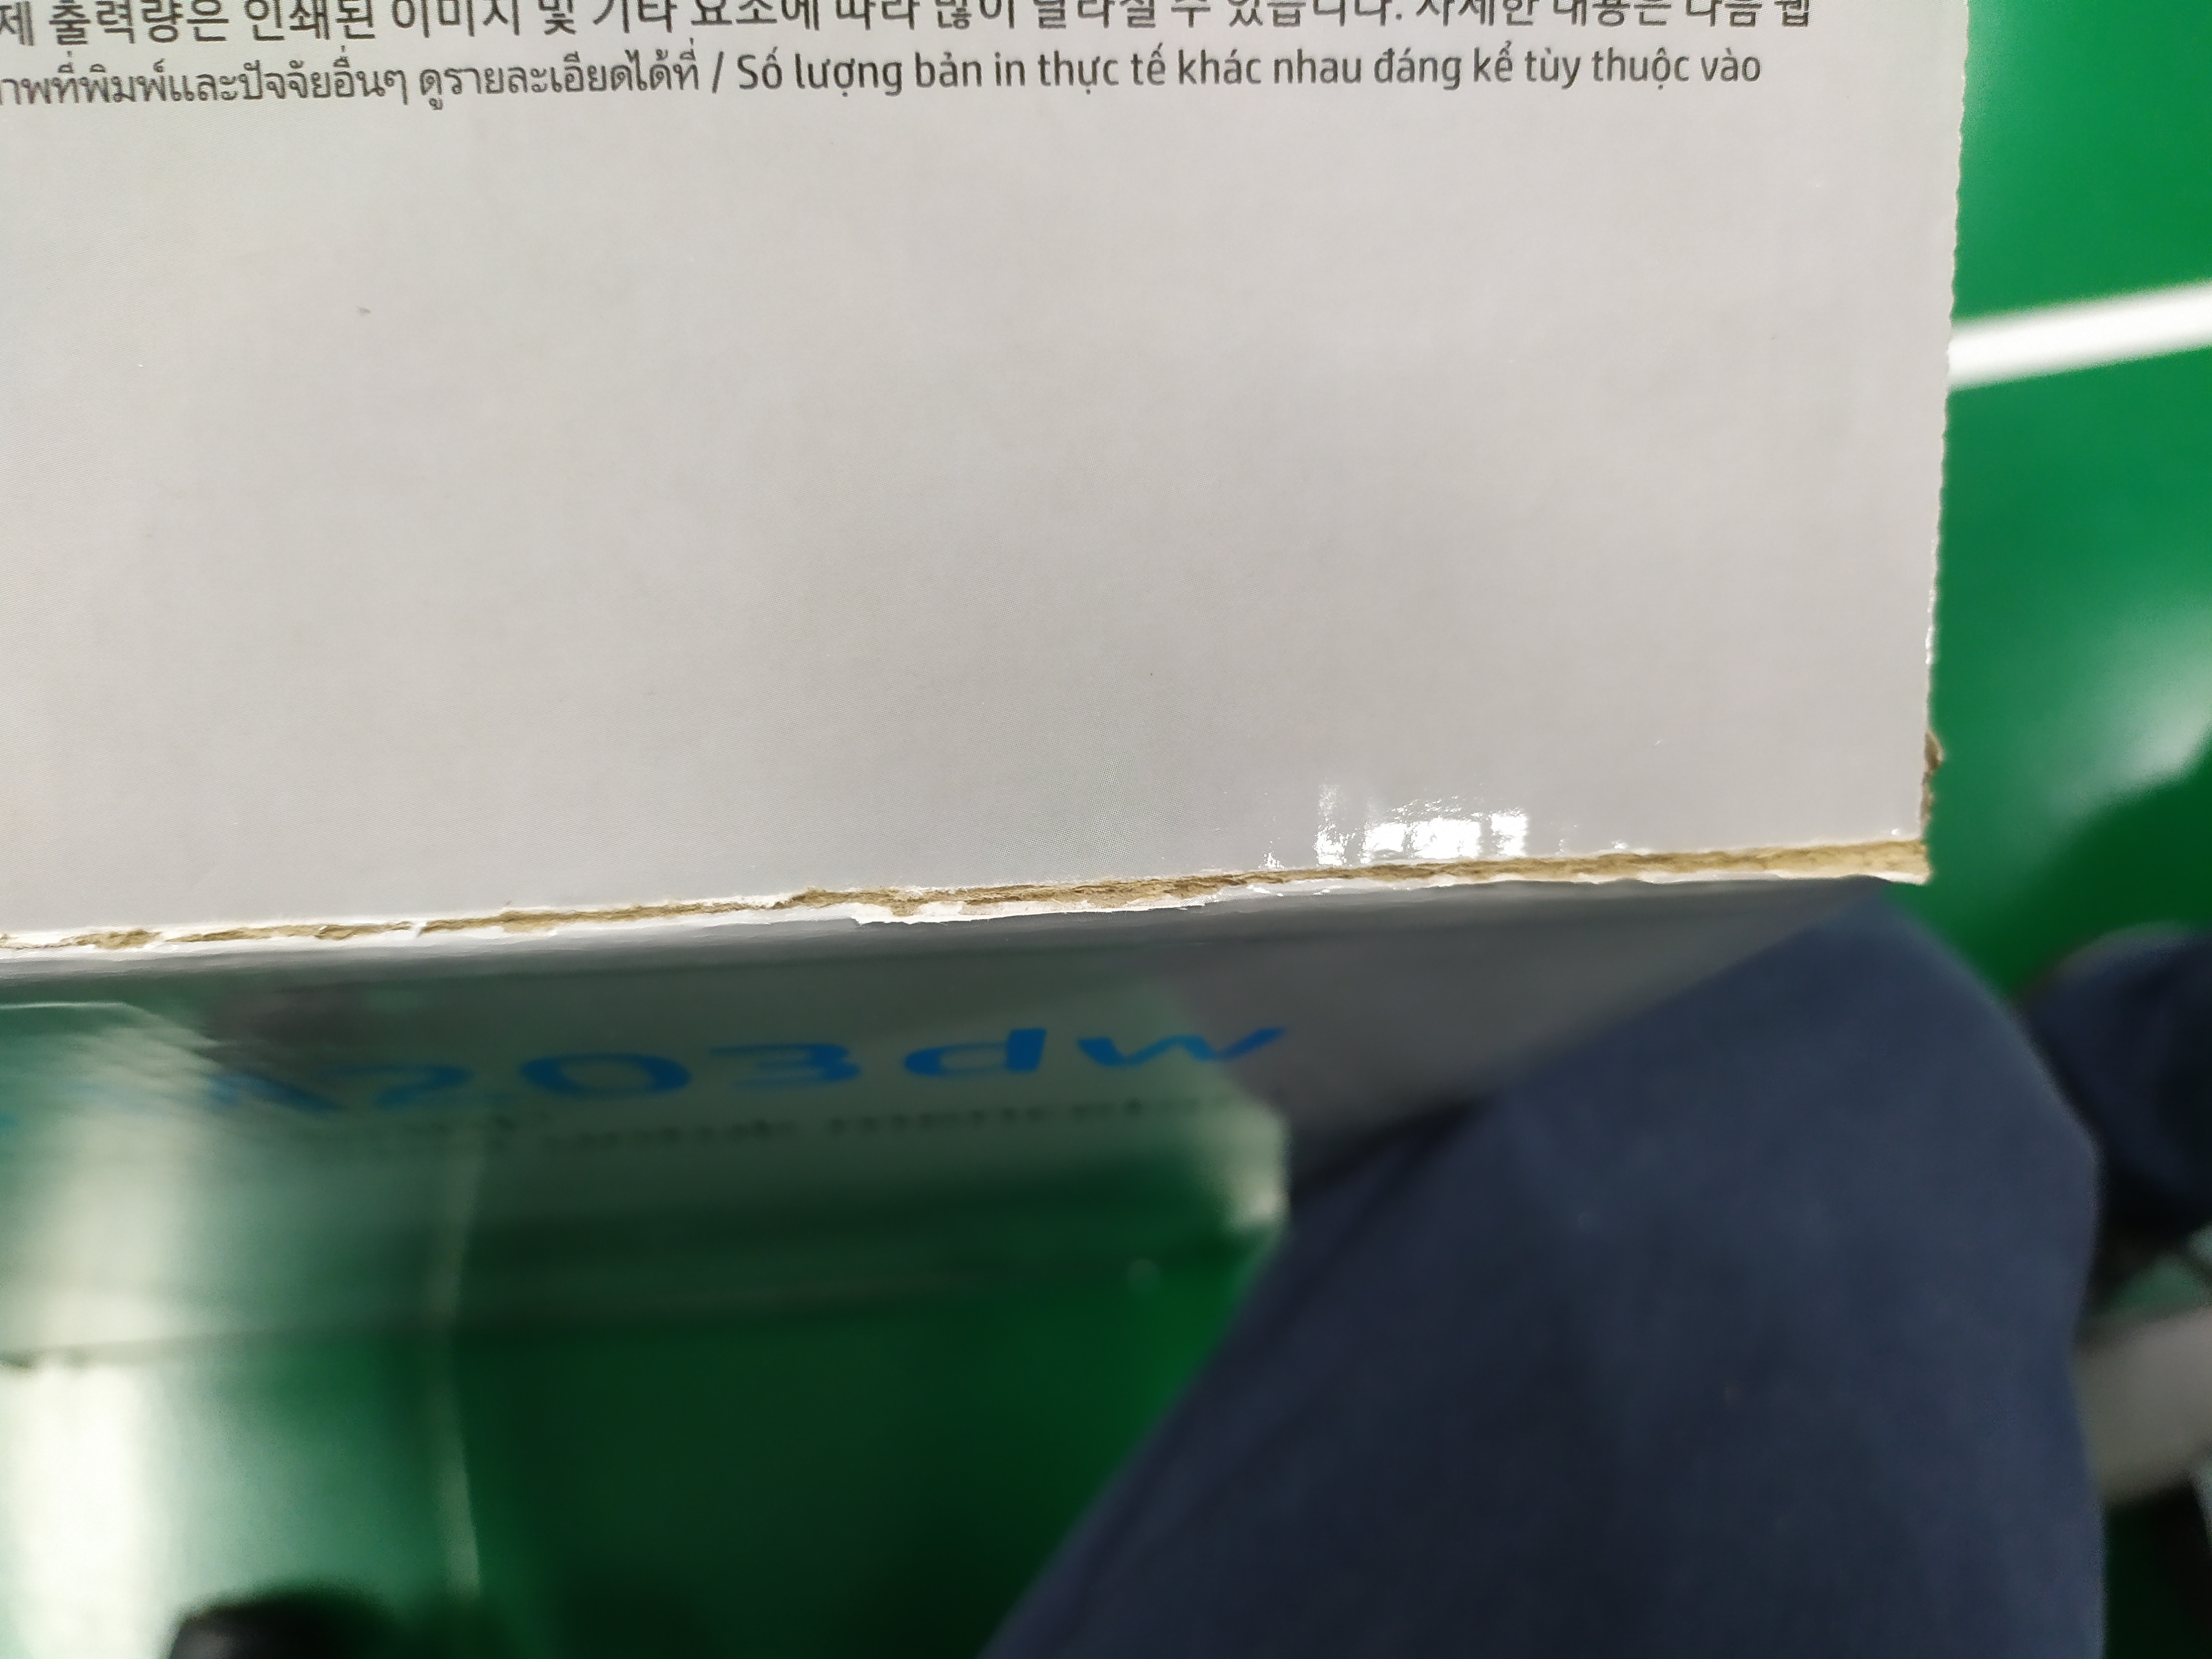 제 출력량은 인쇄된 이미지 및 기타 요소에 따라 많이 달라질 수 있습니다. 자세한 내용은 다음 웹
าพที่พิมพ์และปัจจัยอื่นๆ ดูรายละเอียดได้ที่ / Số lượng bản in thực tế khác nhau đáng kể tùy thuộc vào
203dw